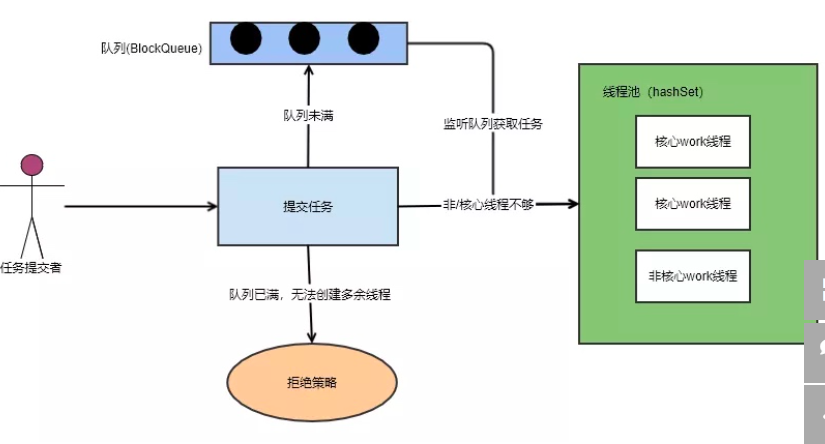 队列(BlockQueue)
队列未满
监听队列获取任务
线程池（hashSet）
核心work线程
核心work线程
非核心work线程
提交任务
非/核心线程不够
任务提交者
队列已满，无法创建多余线程
拒绝策略